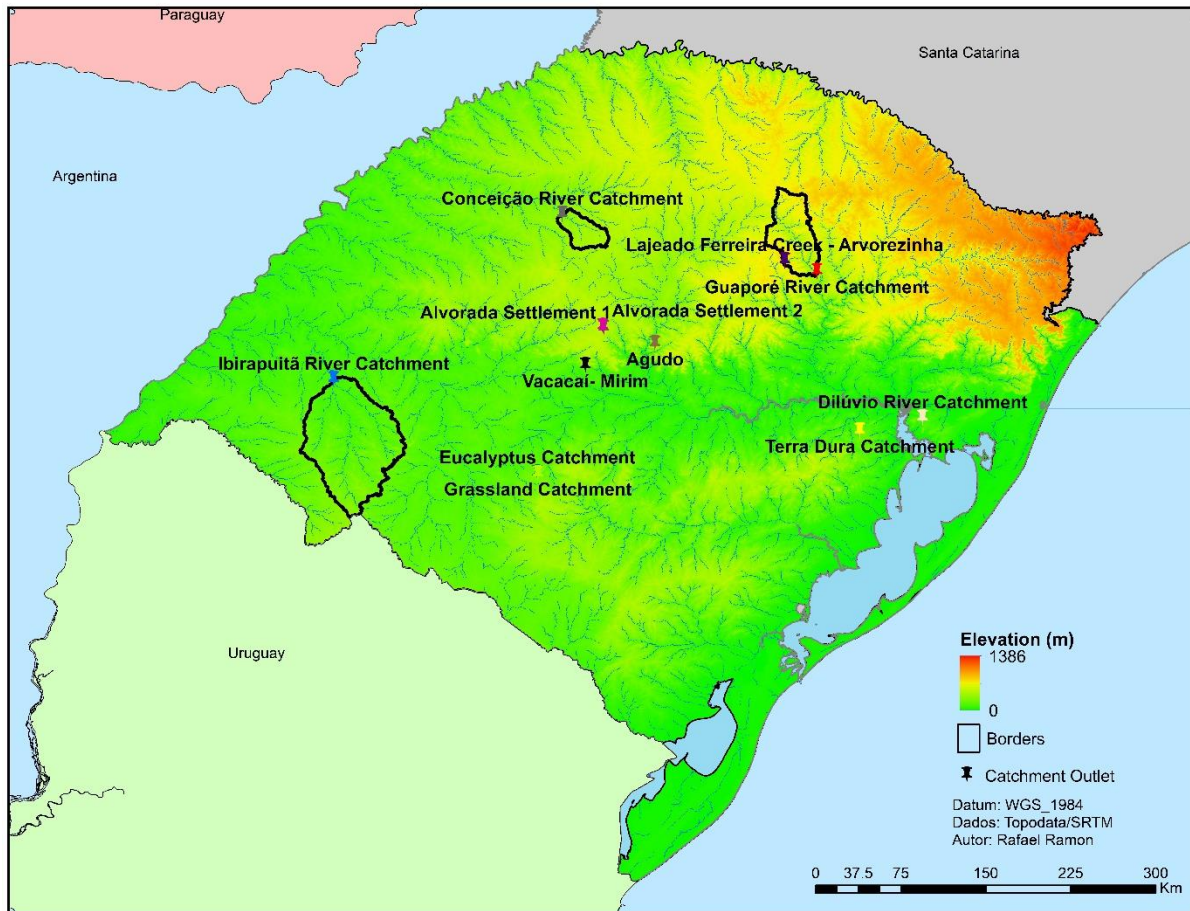 Paraguay
Santa Catarina
Argentina
Conceição River Catchment
Lajeado Ferreira Creek - Arvorezinha
Guaporé River Catchment
Alvorada Settlement 1
Alvorada Settlement 2
Ibirapuitã River Catchment
Agudo
Vacacaí- Mirim
Dilúvio River Catchment
Terra Dura Catchment
Eucalyptus Catchment
Grassland Catchment
Uruguay
Elevation (m)
1386
0
Borders
Catchment Outlet
Datum: WGS_1984
Dados: Topodata/SRTM
Autor: Rafael Ramon
0 37.5 75 150 225 300
Km